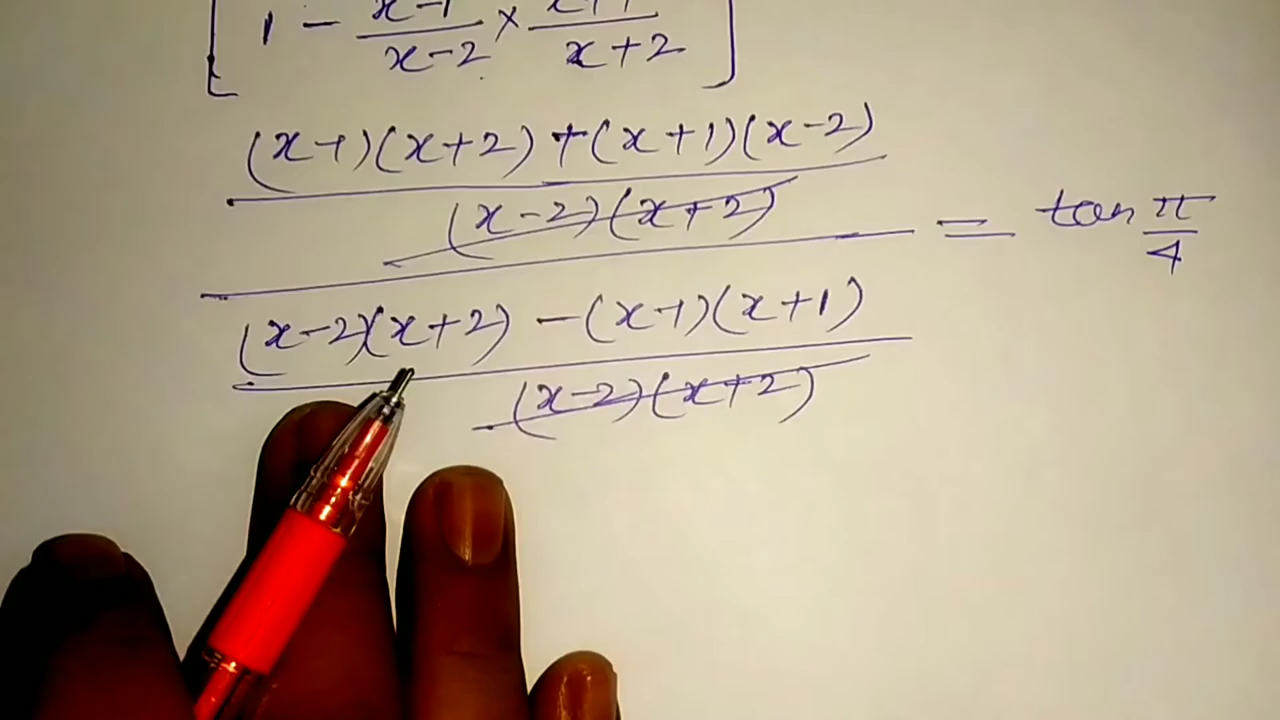 1 - x-1/x-2 × x+1/x+2
(x-1)(x+2) + (x+1)(x-2)
(x-2)(x+2)
= tan π/4
(x-2)(x+2) - (x-1)(x+1)
(x-2)(x+2)